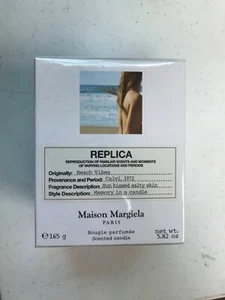 REPLICA
REPRODUCTION OF FAMILIAR SCENTS AND MOMENTS
OF VARYING LOCATIONS AND PERIODS
Originally: Beach Vibes
Provenance and Period: Calvi, 1972
Fragrance Description: Sun kissed salty skin
Style Description: Memory in a candle
Maison Margiela
PARIS
Bougie parfumée
Scented candle
℮ 165 g
net wt.
5.82 oz